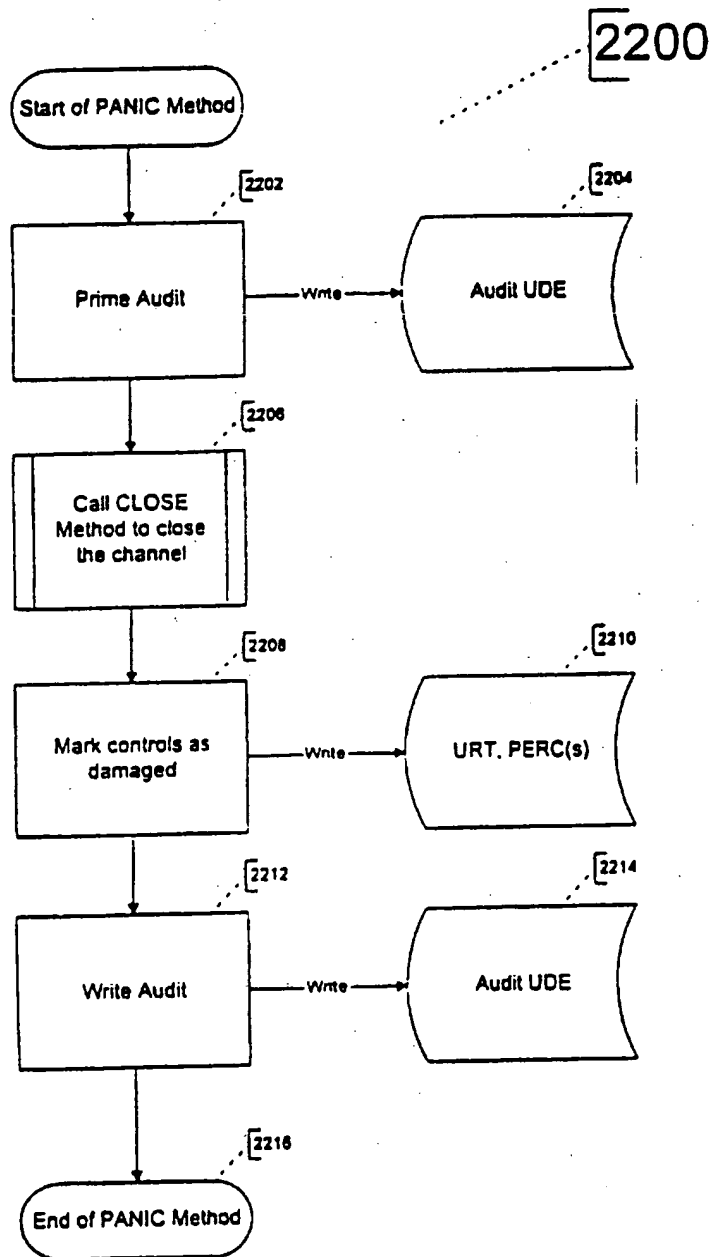 2200
Start of PANIC Method
2202
2204
Prime Audit
Write
Audit UDE
2206
Call CLOSE
Method to close
the channel
2208
2210
Mark controls as
damaged
Write
URT, PERC(s)
2212
2214
Write Audit
Write
Audit UDE
2216
End of PANIC Method